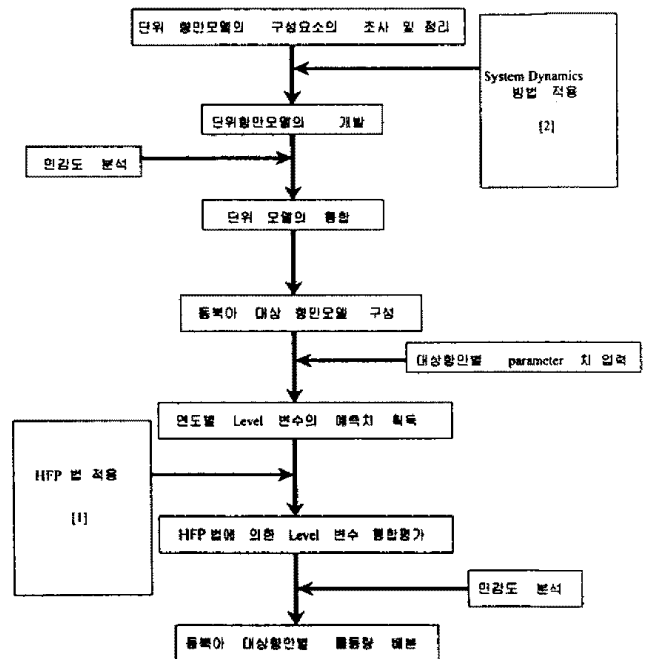 단위 항만모델의 구성요소의 조사 및 정리
System Dynamics
방법 적용
[2]
단위항만모델의 개발
민감도 분석
단위 모델의 통합
동북아 대상 항만모델 구성
대상항만별 parameter 치 입력
연도별 Level 변수의 예측치 획득
HFP 법 적용
[1]
HFP법에 의한 Level 변수 통합평가
민감도 분석
동북아 대상항만별 물동량 배분